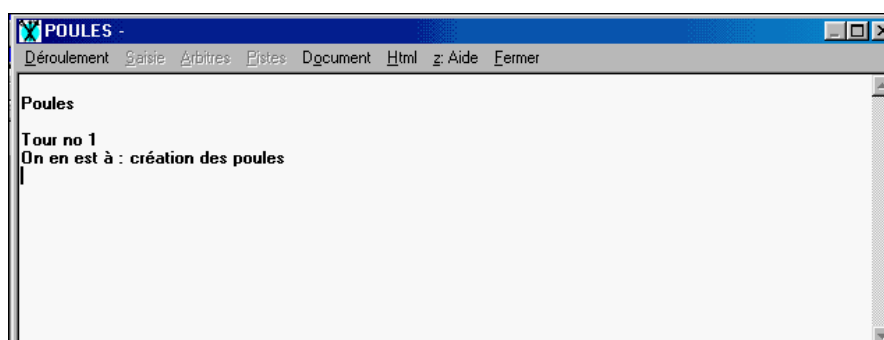 POULES -
Déroulement Saisie Arbitres Pistes Document Html z: Aide Fermer
Poules
Tour no 1
On en est à : création des poules